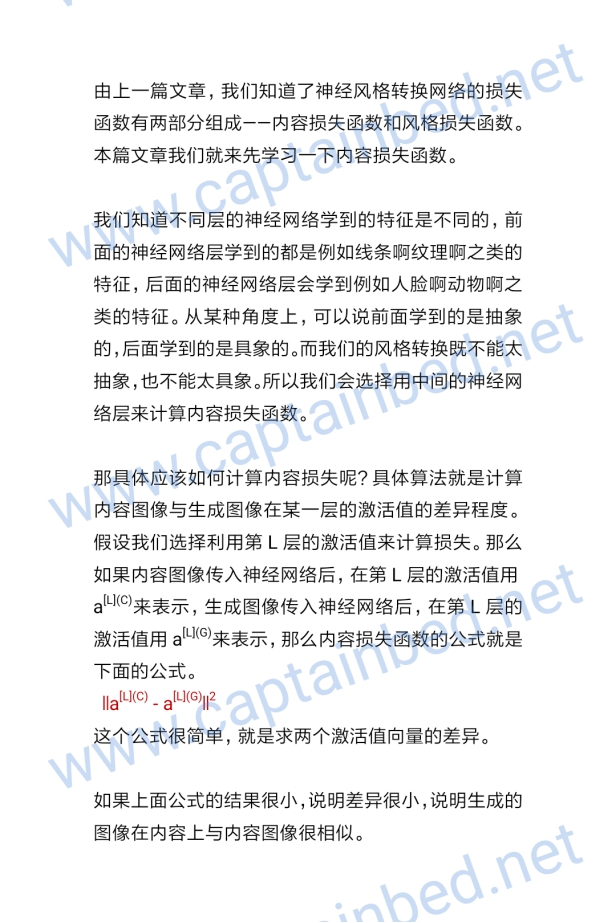 由上一篇文章，我们知道了神经风格转换网络的损失
函数有两部分组成——内容损失函数和风格损失函数。
本篇文章我们就来先学习一下内容损失函数。
我们知道不同层的神经网络学到的特征是不同的，前
面的神经网络层学到的都是例如线条啊纹理啊之类的
特征，后面的神经网络层会学到例如人脸啊动物啊之
类的特征。从某种角度上，可以说前面学到的是抽象
的，后面学到的是具象的。而我们的风格转换既不能太
抽象，也不能太具象。所以我们会选择用中间的神经网
络层来计算内容损失函数。
那具体应该如何计算内容损失呢？具体算法就是计算
内容图像与生成图像在某一层的激活值的差异程度。
假设我们选择利用第 L 层的激活值来计算损失。那么
如果内容图像传入神经网络后，在第 L 层的激活值用
a[L](C)来表示，生成图像传入神经网络后，在第 L 层的
激活值用 a[L](G)来表示，那么内容损失函数的公式就是
下面的公式。
||a[L](C) - a[L](G)||2
这个公式很简单，就是求两个激活值向量的差异。
如果上面公式的结果很小，说明差异很小，说明生成的
图像在内容上与内容图像很相似。
www.captainbed.net
www.captainbed.net
www.captainbed.net
captainbed.net